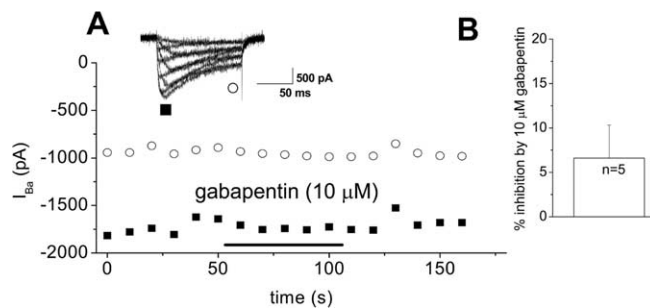 A
B
500 pA
50 ms
0
-500
-1000
-1500
-2000
I_Ba (pA)
gabapentin (10 μM)
0 50 100 150
time (s)
20
15
10
5
0
% inhibition by 10 μM gabapentin
n=5